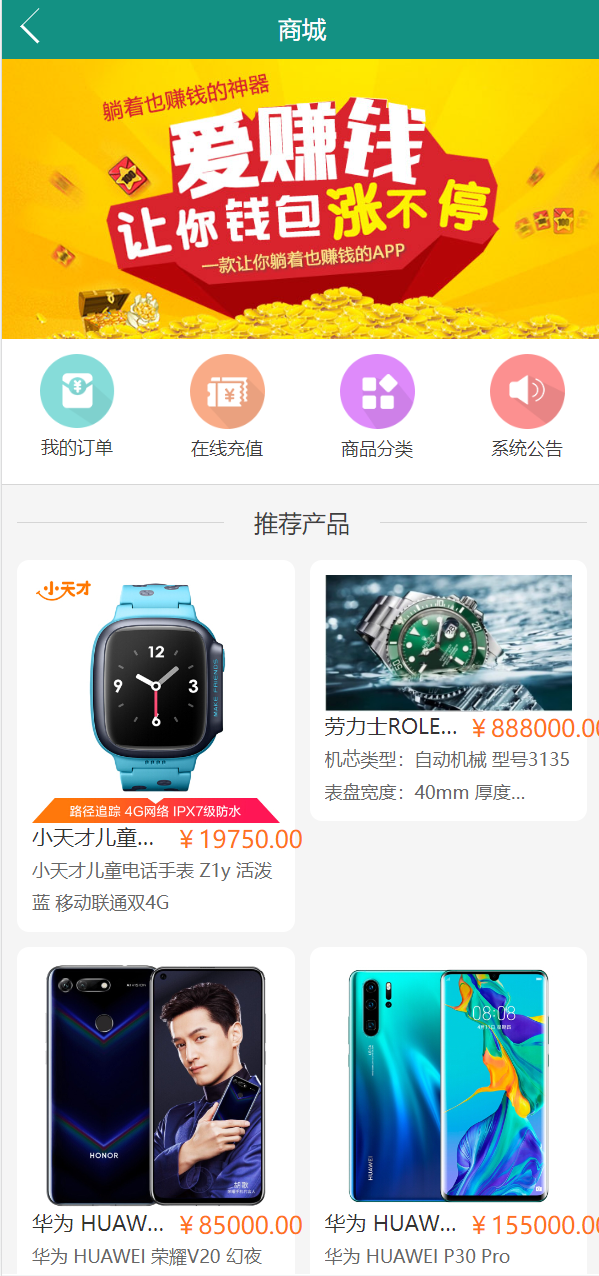 商城
躺着也赚钱的神器
爱赚钱
让你钱包涨不停
一款让你躺着也赚钱的APP
我的订单
在线充值
商品分类
系统公告
推荐产品
小天才
12
9
3
MAKE FRIENDS
路径追踪 4G网络 IPX7级防水
小天才儿童...
¥ 19750.00
小天才儿童电话手表 Z1y 活泼
蓝 移动联通双4G
劳力士ROLE...
¥ 888000.00
机芯类型：自动机械 型号3135
表盘宽度：40mm 厚度...
HONOR
胡歌
华为 HUAW...
¥ 85000.00
华为 HUAWEI 荣耀V20 幻夜
08:08
HUAWEI
华为 HUAW...
¥ 155000.00
华为 HUAWEI P30 Pro